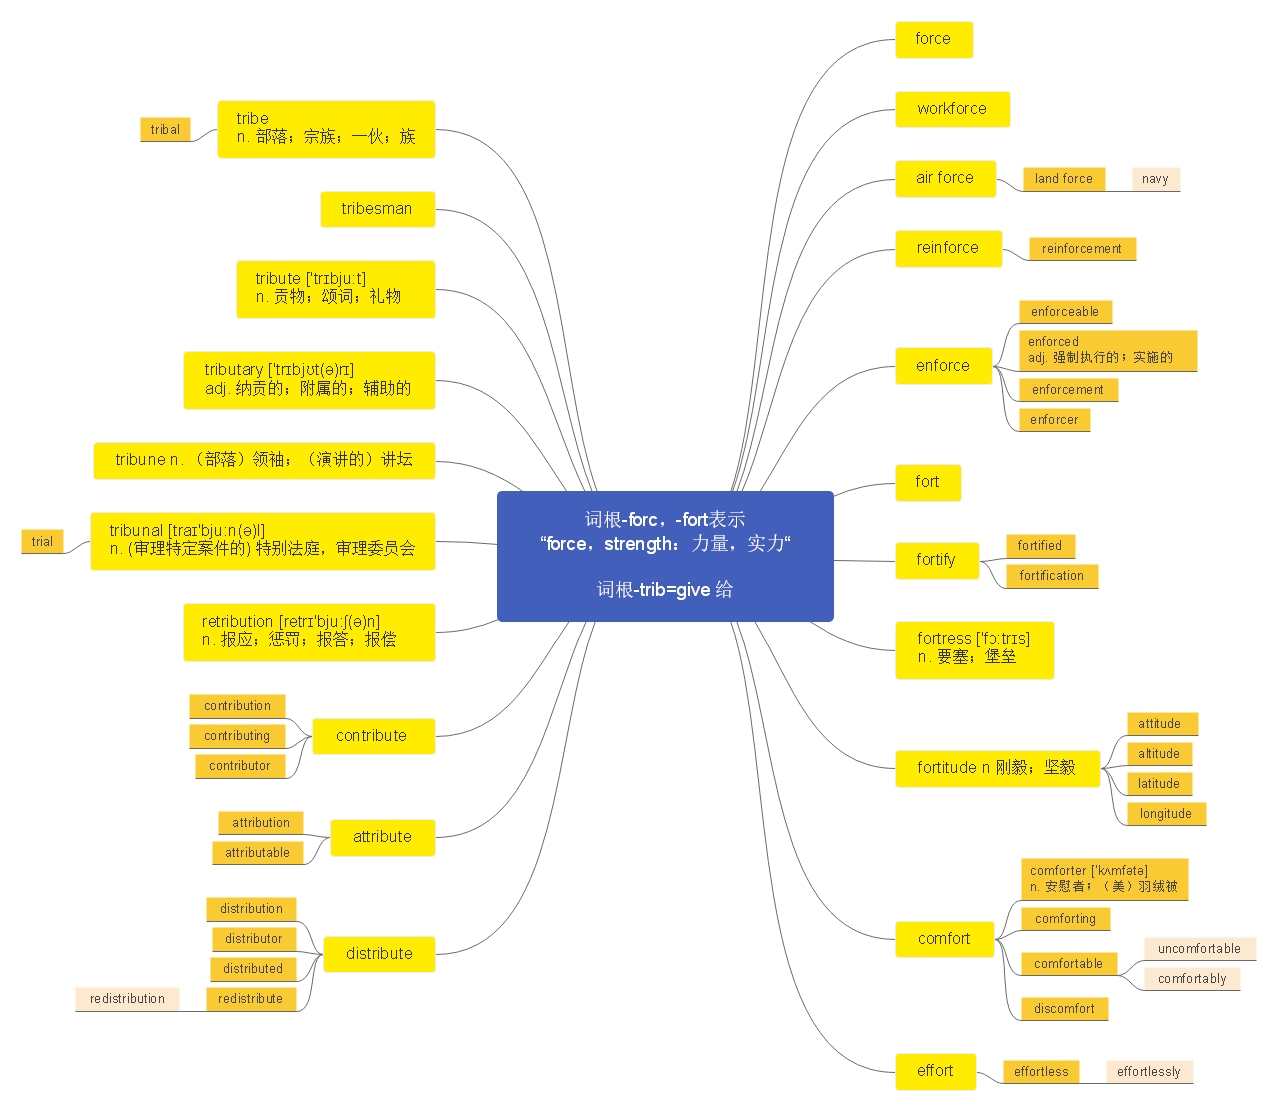 词根-forc，-fort表示
“force，strength：力量，实力“
词根-trib=give 给
force
workforce
air force
land force
navy
reinforce
reinforcement
enforce
enforceable
enforced
adj. 强制执行的；实施的
enforcement
enforcer
fort
fortify
fortified
fortification
fortress ['fɔːtrɪs]
n. 要塞；堡垒
fortitude n 刚毅；坚毅
attitude
altitude
latitude
longitude
comfort
comforter ['kʌmfətə]
n. 安慰者；（美）羽绒被
comforting
comfortable
uncomfortable
comfortably
discomfort
effort
effortless
effortlessly
tribe
n. 部落；宗族；一伙；族
tribal
tribesman
tribute ['trɪbjuːt]
n. 贡物；颂词；礼物
tributary ['trɪbjʊt(ə)rɪ]
adj. 纳贡的；附属的；辅助的
tribune n. （部落）领袖；（演讲的）讲坛
tribunal [traɪ'bjuːn(ə)l]
n. (审理特定案件的) 特别法庭，审理委员会
trial
retribution [retrɪ'bjuːʃ(ə)n]
n. 报应；惩罚；报答；报偿
contribute
contribution
contributing
contributor
attribute
attribution
attributable
distribute
distribution
distributor
distributed
redistribute
redistribution